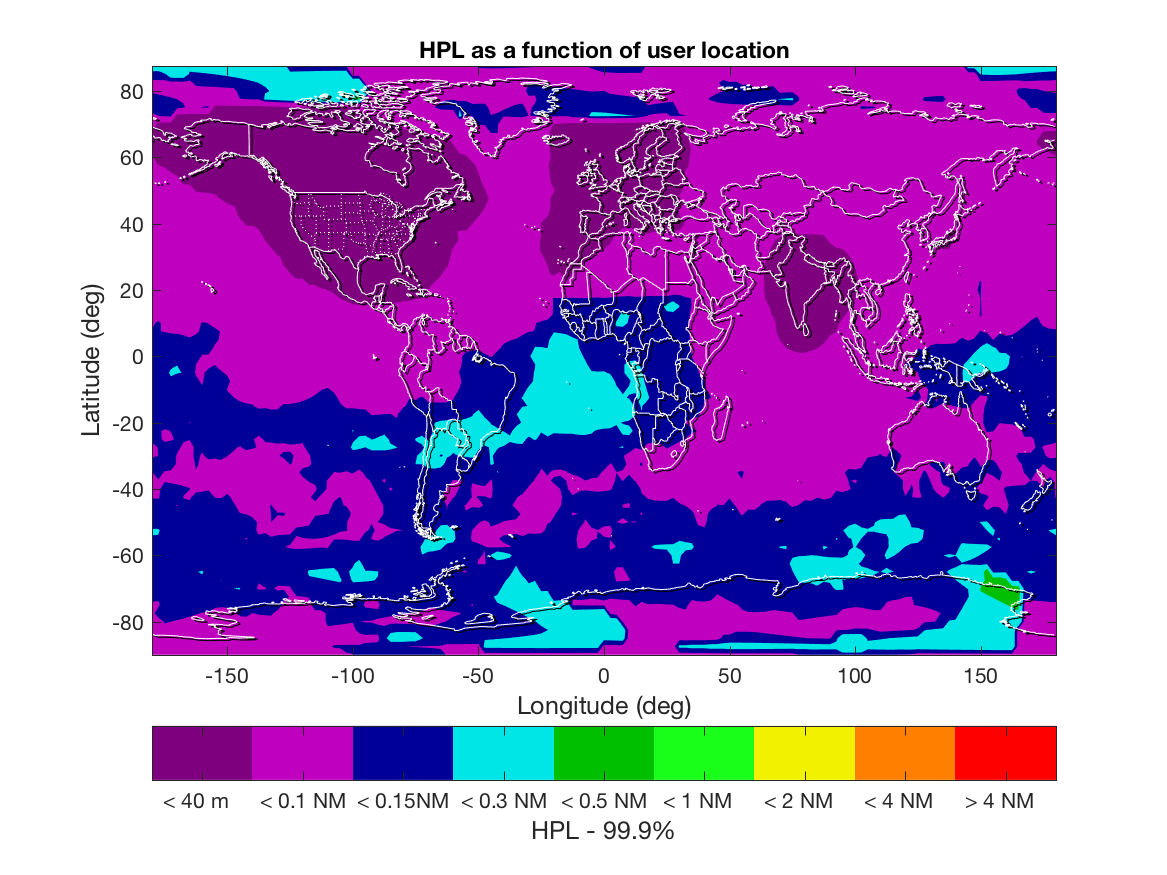 HPL as a function of user location
80
60
40
20
0
-20
-40
-60
-80
Latitude (deg)
-150 -100 -50 0 50 100 150
Longitude (deg)
< 40 m < 0.1 NM < 0.15NM < 0.3 NM < 0.5 NM < 1 NM < 2 NM < 4 NM > 4 NM
HPL - 99.9%